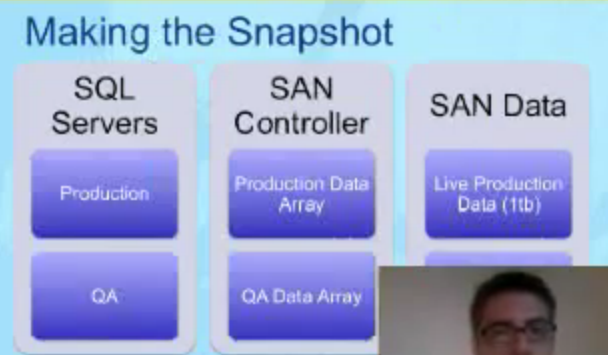 Making the Snapshot
SQL
Servers
Production
QA
SAN
Controller
Production Data
Array
QA Data Array
SAN Data
Live Production
Data (1tb)